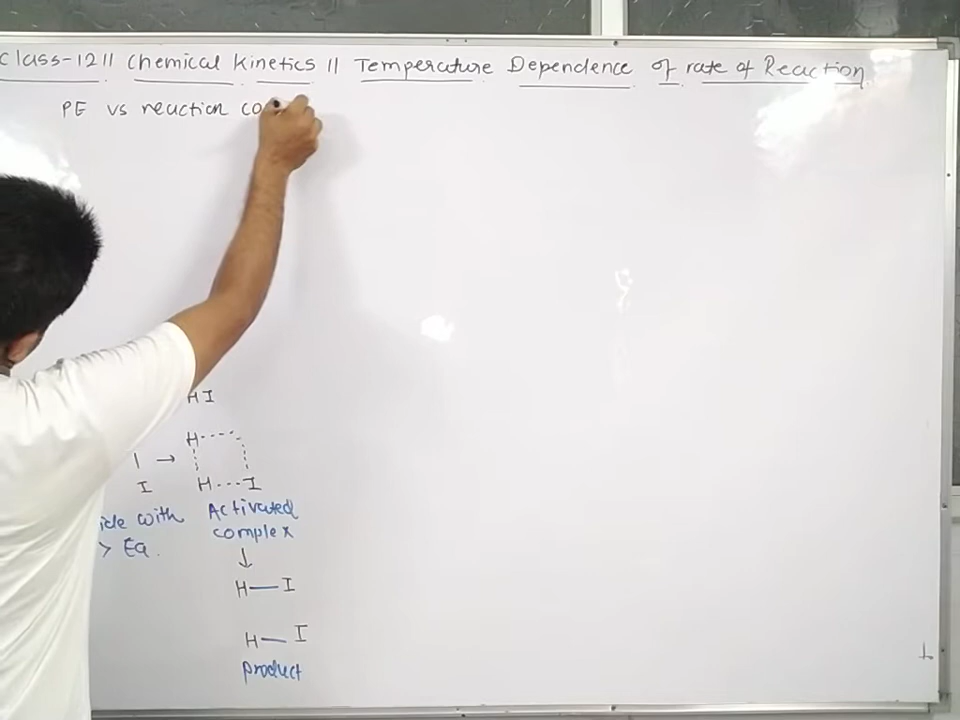 Class-12 || Chemical Kinetics || Temperature Dependence of rate of Reaction
PE vs reaction co
HI
H
I →
I H I
ide with Activated
> Ea. complex
↓
H — I
H — I
product